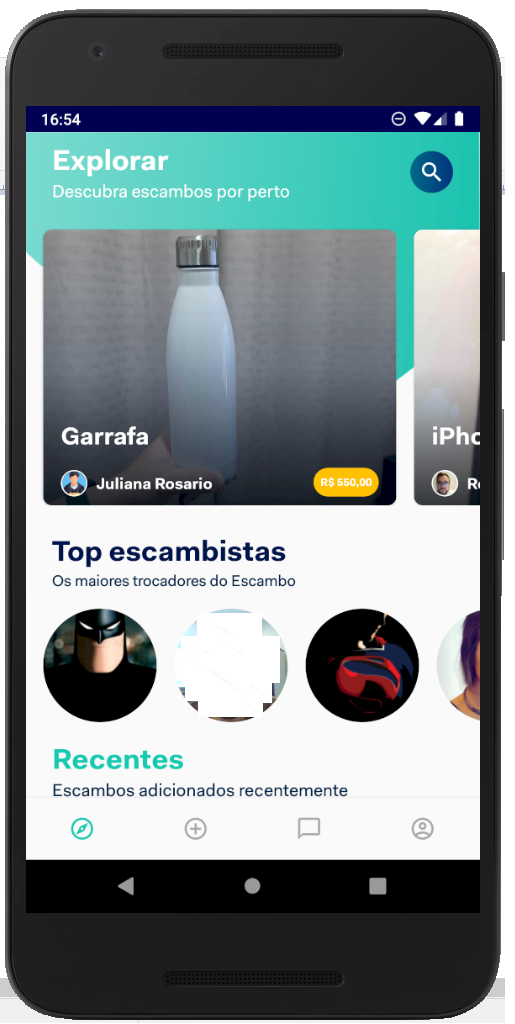 16:54
Explorar
Descubra escambos por perto
Garrafa
Juliana Rosario
R$ 550,00
iPho
Top escambistas
Os maiores trocadores do Escambo
Recentes
Escambos adicionados recentemente